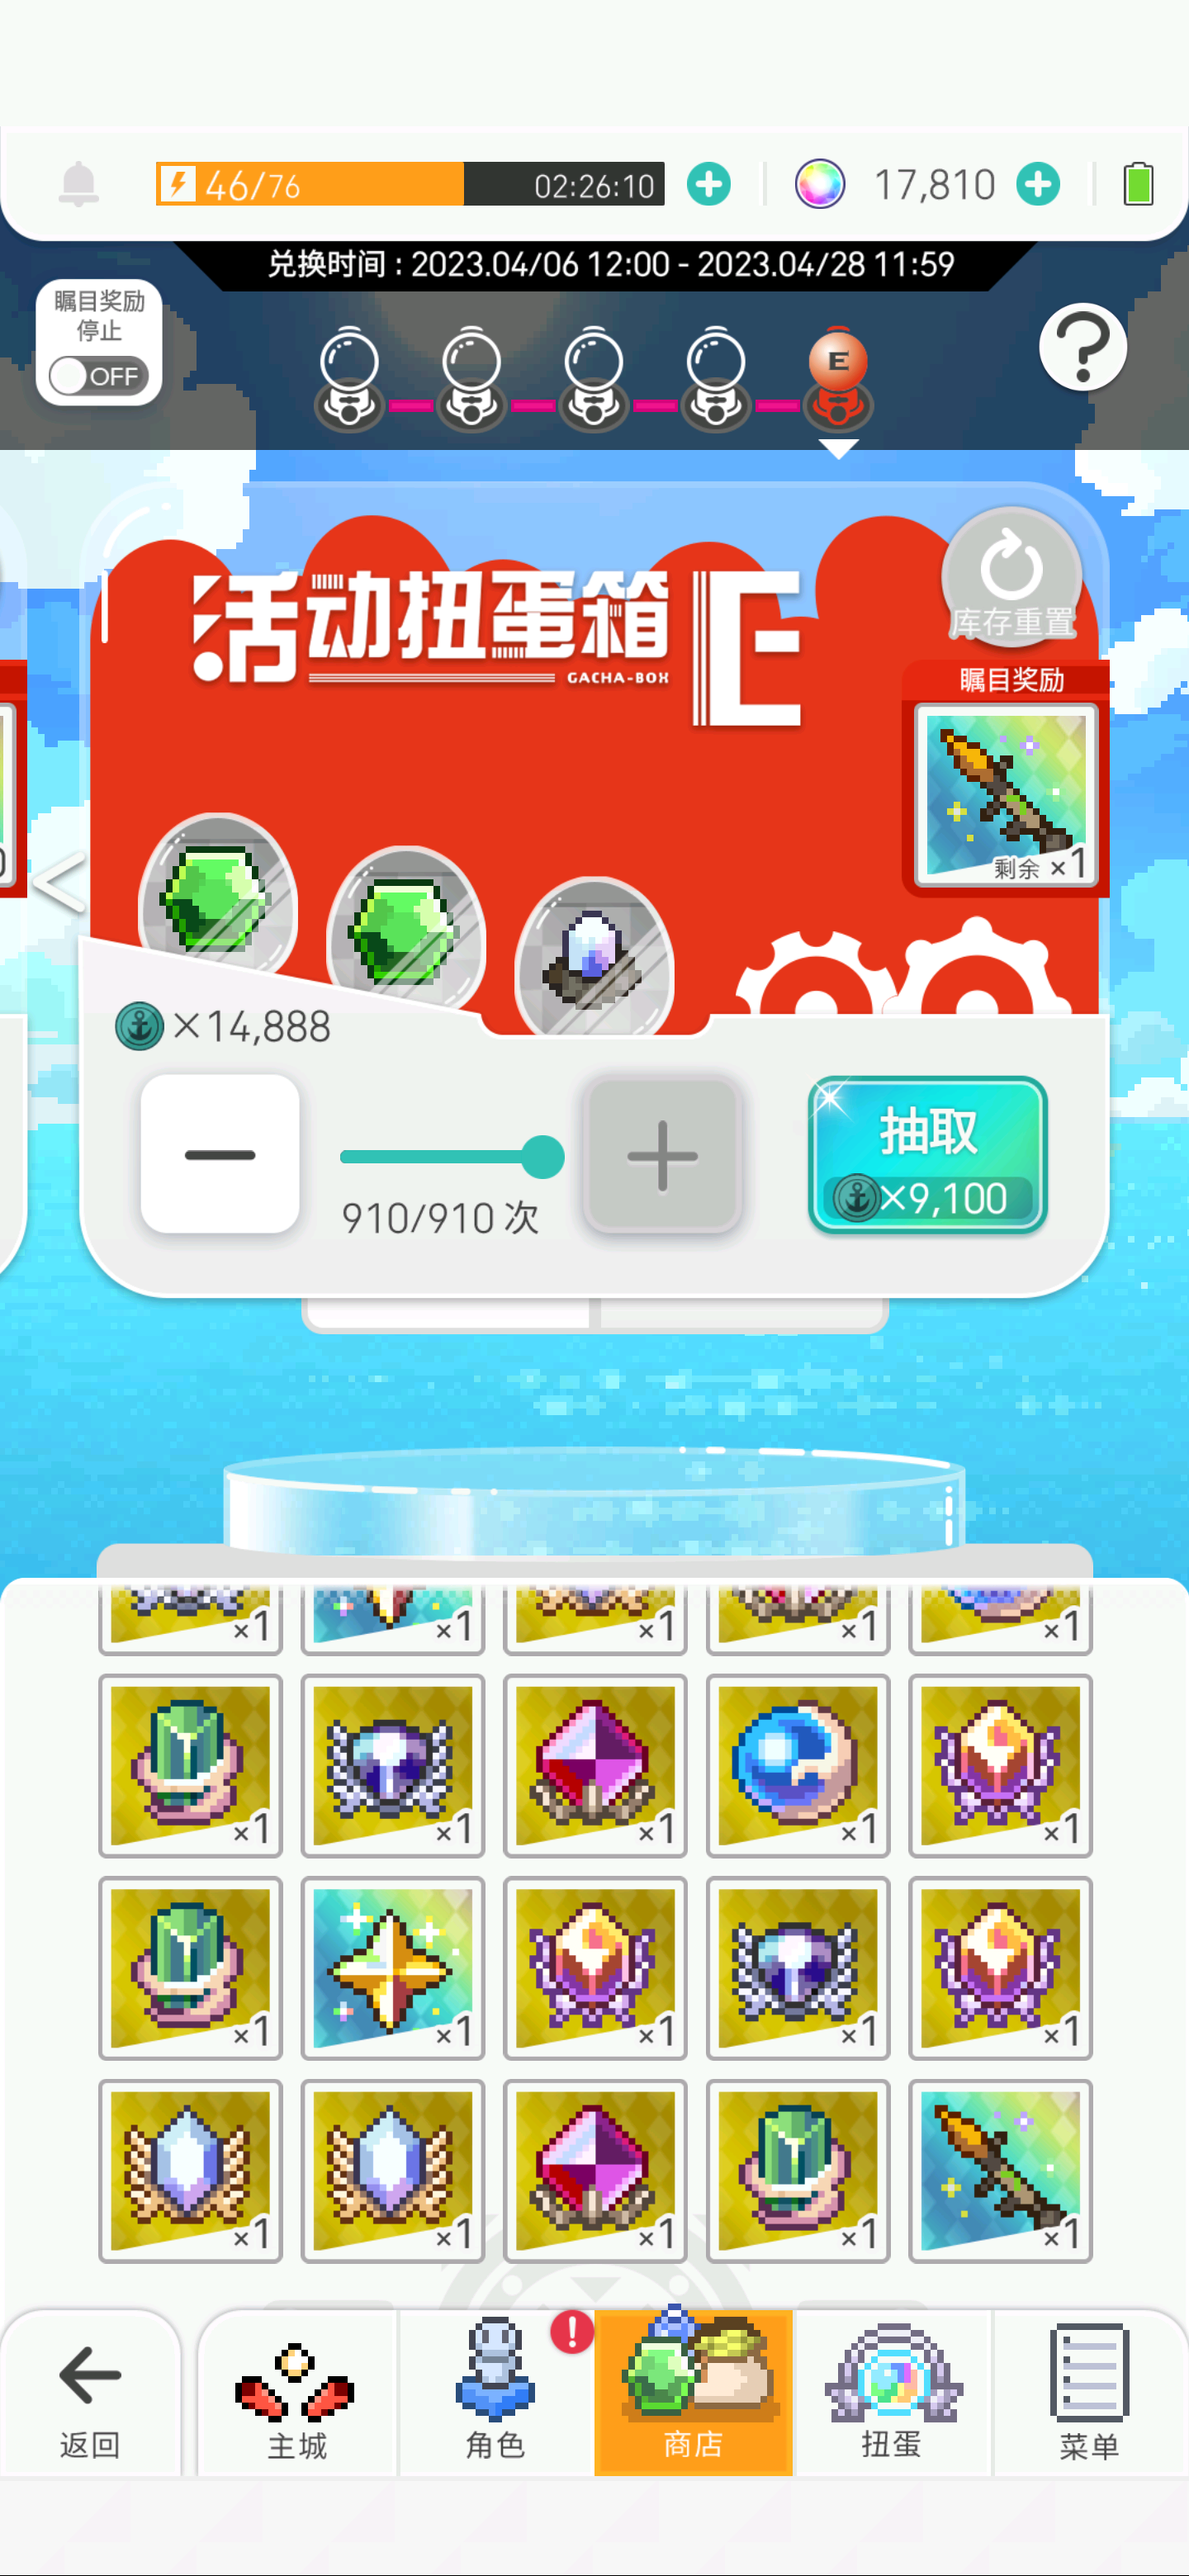 46/76
02:26:10
17,810
兑换时间 : 2023.04/06 12:00 - 2023.04/28 11:59
瞩目奖励
停止
OFF
E
?
活动扭蛋箱 E
GACHA-BOX
库存重置
瞩目奖励
剩余 ×1
×14,888
910/910 次
抽取
×9,100
×1 ×1 ×1 ×1 ×1
×1 ×1 ×1 ×1 ×1
×1 ×1 ×1 ×1 ×1
×1 ×1 ×1 ×1 ×1
返回 主城 角色 商店 扭蛋 菜单